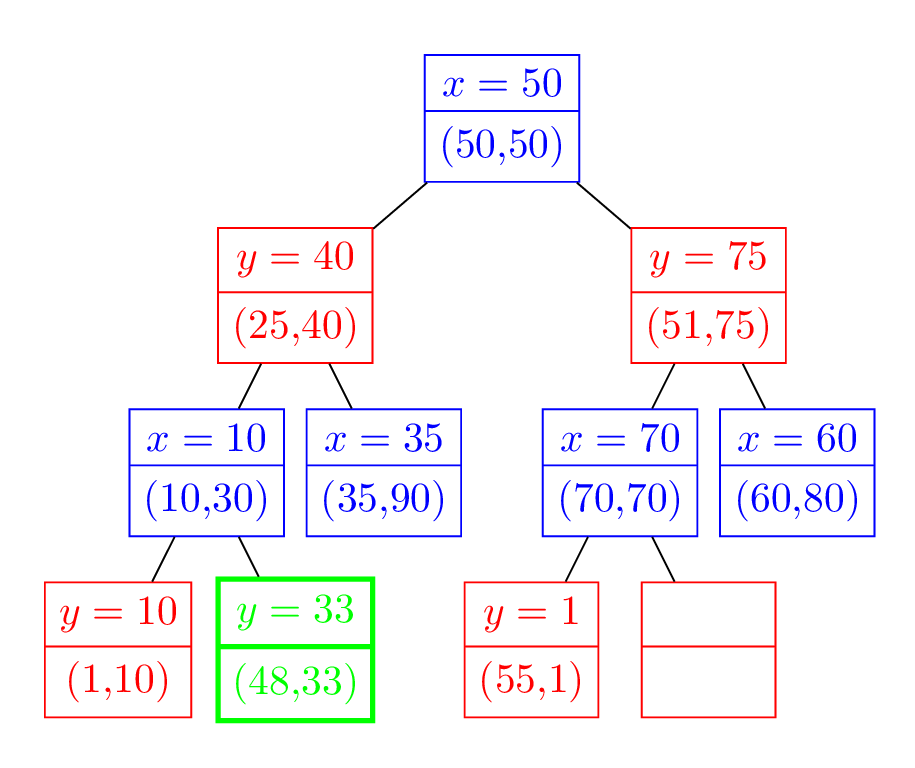 x = 50
(50,50)
y = 40
(25,40)
y = 75
(51,75)
x = 10
(10,30)
x = 35
(35,90)
x = 70
(70,70)
x = 60
(60,80)
y = 10
(1,10)
y = 33
(48,33)
y = 1
(55,1)